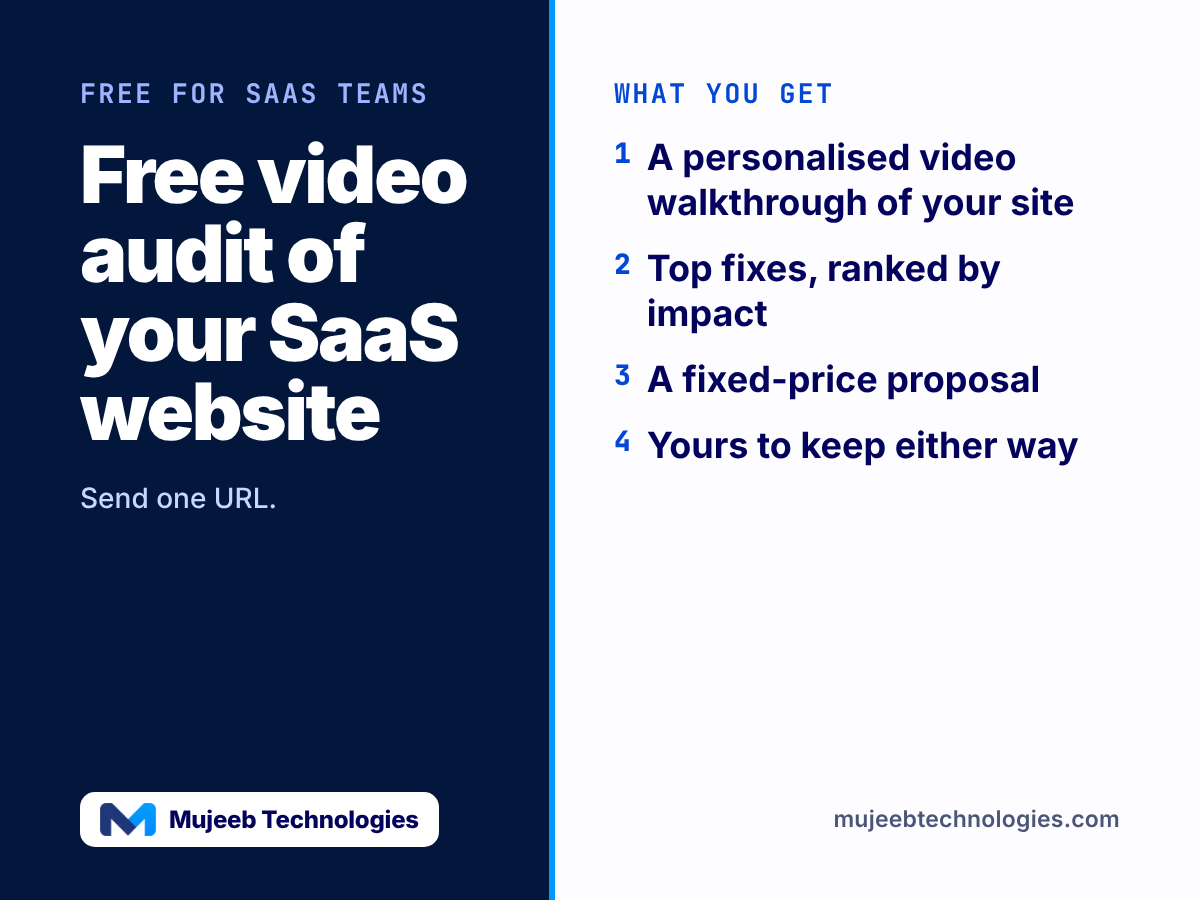 FREE FOR SAAS TEAMS
Free video
audit of
your SaaS
website
Send one URL.
Mujeeb Technologies
WHAT YOU GET
1 A personalised video
walkthrough of your site
2 Top fixes, ranked by
impact
3 A fixed-price proposal
4 Yours to keep either way
mujeebtechnologies.com